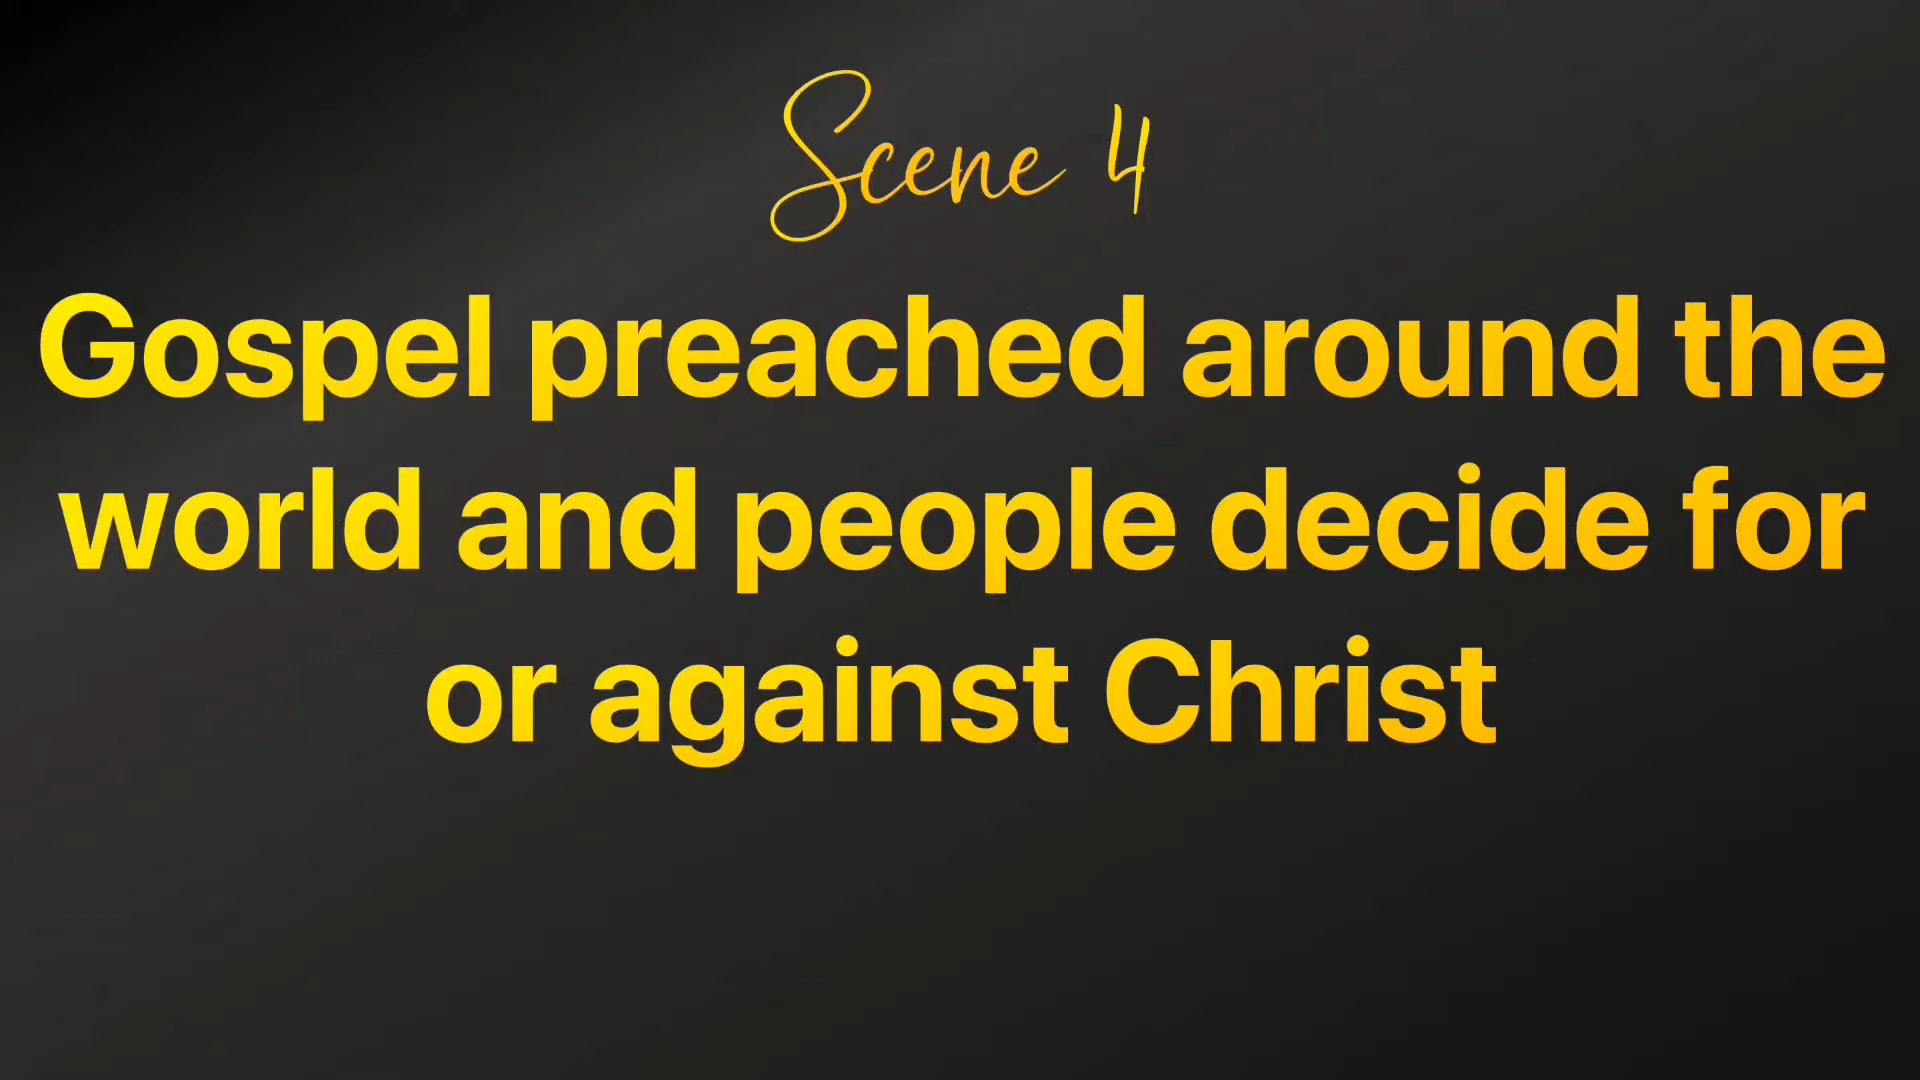 Scene 4
Gospel preached around the
world and people decide for
or against Christ